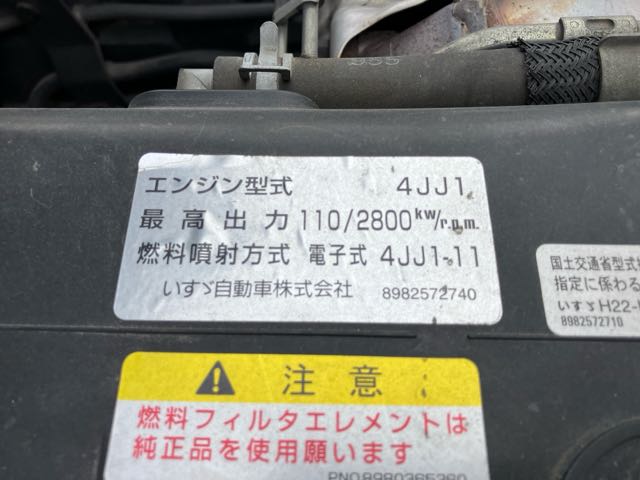 555
エンジン型式 4JJ1
最高出力 110/2800kw/r.p.m.
燃料噴射方式 電子式 4JJ1-11
いすゞ自動車株式会社 8982572740
国土交通省型式
指定に係わる
いすゞH22-
8982572710
注意
燃料フィルタエレメントは
純正品を使用願います